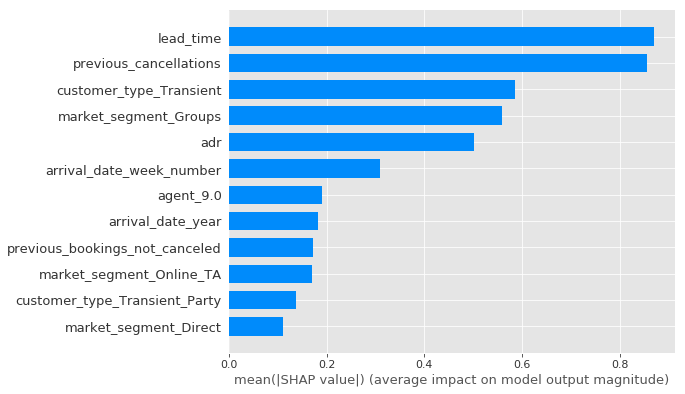 lead_time
previous_cancellations
customer_type_Transient
market_segment_Groups
adr
arrival_date_week_number
agent_9.0
arrival_date_year
previous_bookings_not_canceled
market_segment_Online_TA
customer_type_Transient_Party
market_segment_Direct
0.0 0.2 0.4 0.6 0.8
mean(|SHAP value|) (average impact on model output magnitude)